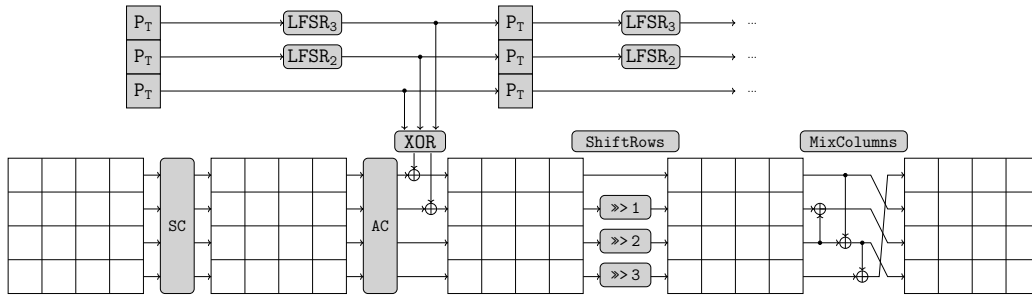 P_T LFSR_3 P_T LFSR_3 ...
P_T LFSR_2 P_T LFSR_2 ...
P_T P_T ...
XOR ShiftRows MixColumns
SC AC
⋙ 1
⋙ 2
⋙ 3